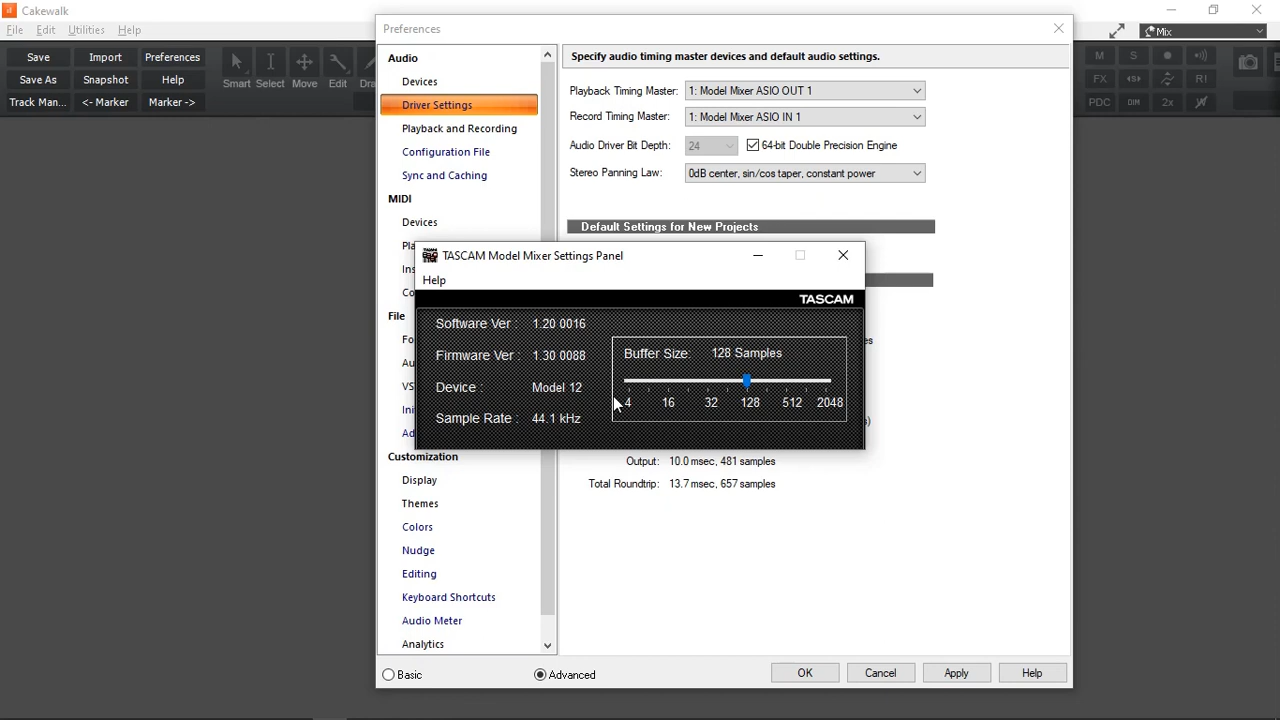 Cakewalk
File Edit Utilities Help
Save Import Preferences
Save As Snapshot Help
Track Man... <- Marker Marker ->
Smart Select Move Edit
Mix
M S R!
FX
PDC DIM 2x
Preferences
Audio
Devices
Driver Settings
Playback and Recording
Configuration File
Sync and Caching
MIDI
Devices
File
Customization
Display
Themes
Colors
Nudge
Editing
Keyboard Shortcuts
Audio Meter
Analytics
Basic Advanced
Specify audio timing master devices and default audio settings.
Playback Timing Master: 1: Model Mixer ASIO OUT 1
Record Timing Master: 1: Model Mixer ASIO IN 1
Audio Driver Bit Depth: 24 64-bit Double Precision Engine
Stereo Panning Law: 0dB center, sin/cos taper, constant power
Default Settings for New Projects
TASCAM Model Mixer Settings Panel
Help
TASCAM
Software Ver : 1.20 0016
Firmware Ver : 1.30 0088
Device : Model 12
Sample Rate : 44.1 kHz
Buffer Size: 128 Samples
4 16 32 128 512 2048
Output: 10.0 msec, 481 samples
Total Roundtrip: 13.7 msec, 657 samples
OK Cancel Apply Help